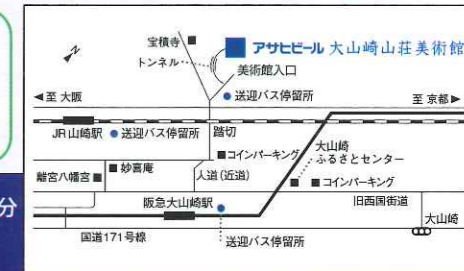 宝積寺
アサヒビール 大山崎山荘美術館
トンネル
美術館入口
送迎バス停留所
◀至 大阪
至 京都▶
JR山崎駅
送迎バス停留所
踏切
コインパーキング
大山崎
ふるさとセンター
離宮八幡宮
妙喜庵
人道(近道)
コインパーキング
分
阪急大山崎駅
旧西国街道
大山崎
国道171号線
送迎バス停留所